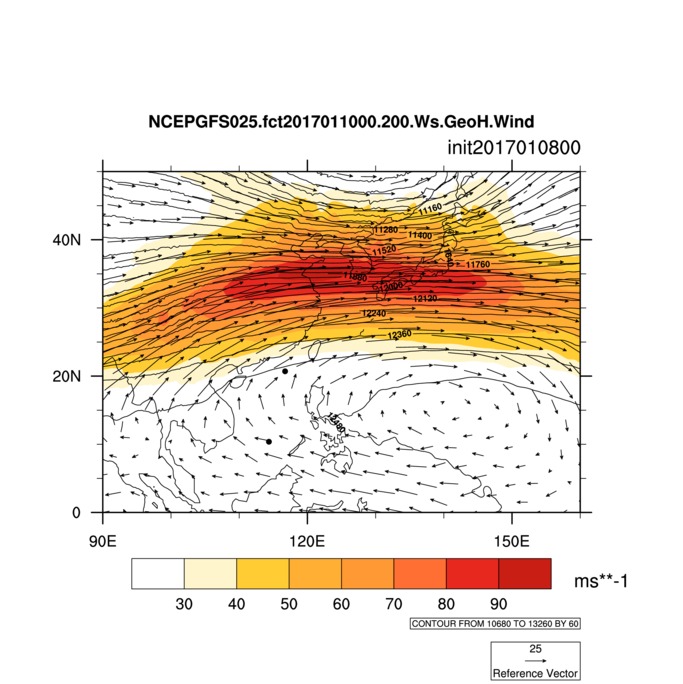 NCEPGFS025.fct2017011000.200.Ws.GeoH.Wind
init2017010800
11160
11280
11400
40N
11520
11760
11880
12000
12120
12240
12360
20N
12480
0
90E 120E 150E
ms**-1
30 40 50 60 70 80 90
CONTOUR FROM 10680 TO 13260 BY 60
25
Reference Vector